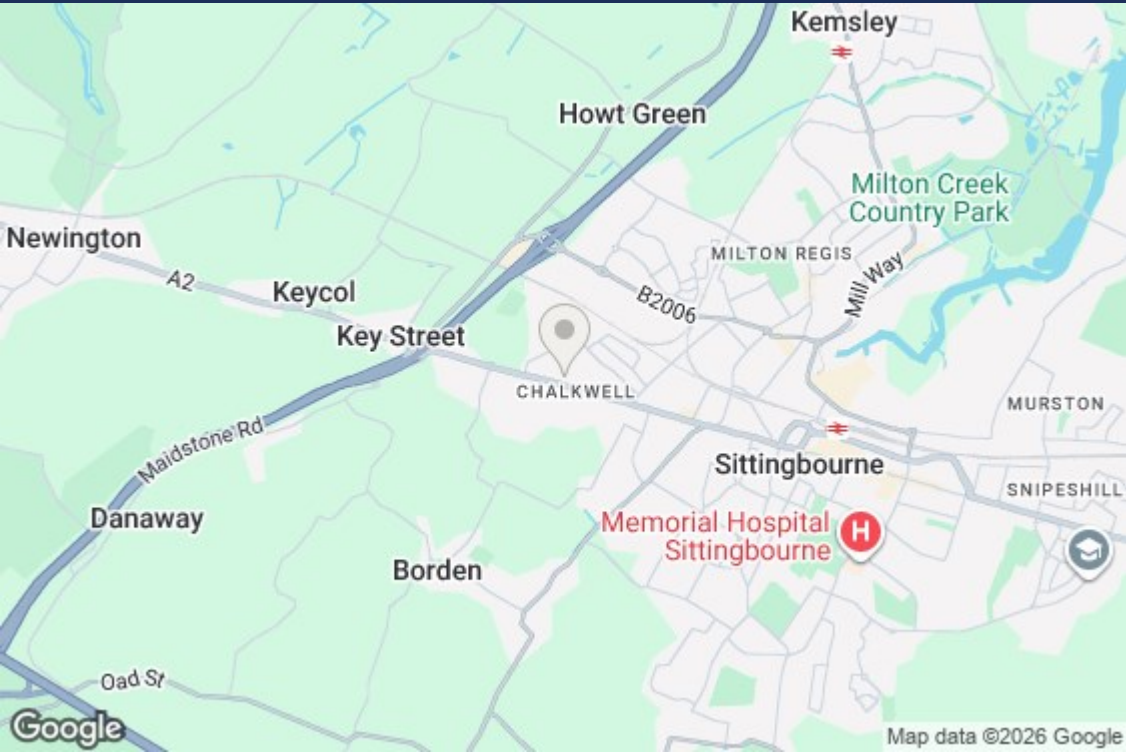 Kemsley
Howt Green
Milton Creek
Country Park
Newington
MILTON REGIS
A2
Keycol
Mill Way
B2006
Key Street
CHALKWELL
MURSTON
Maidstone Rd
Sittingbourne
SNIPESHILL
Danaway
Memorial Hospital
Sittingbourne
H
Borden
Oad St
Google
Map data ©2026 Google